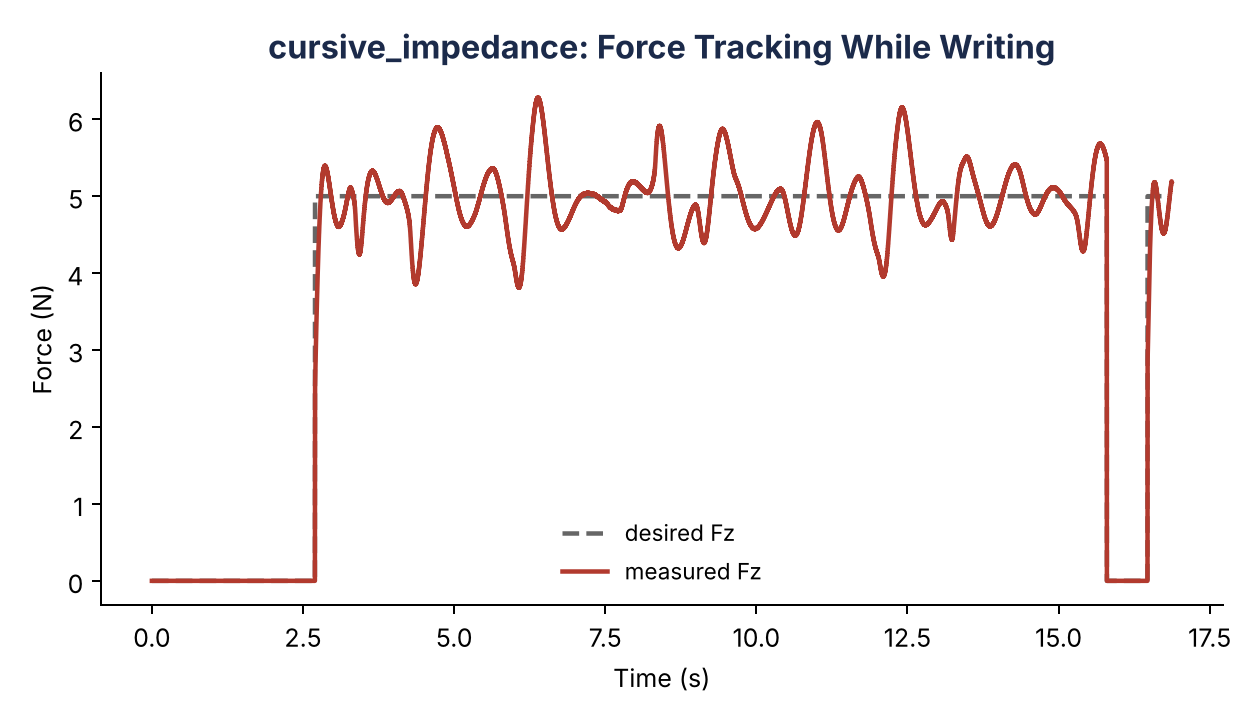 cursive_impedance: Force Tracking While Writing
6
5
4
3
2
1
0
Force (N)
desired Fz
measured Fz
0.0 2.5 5.0 7.5 10.0 12.5 15.0 17.5
Time (s)